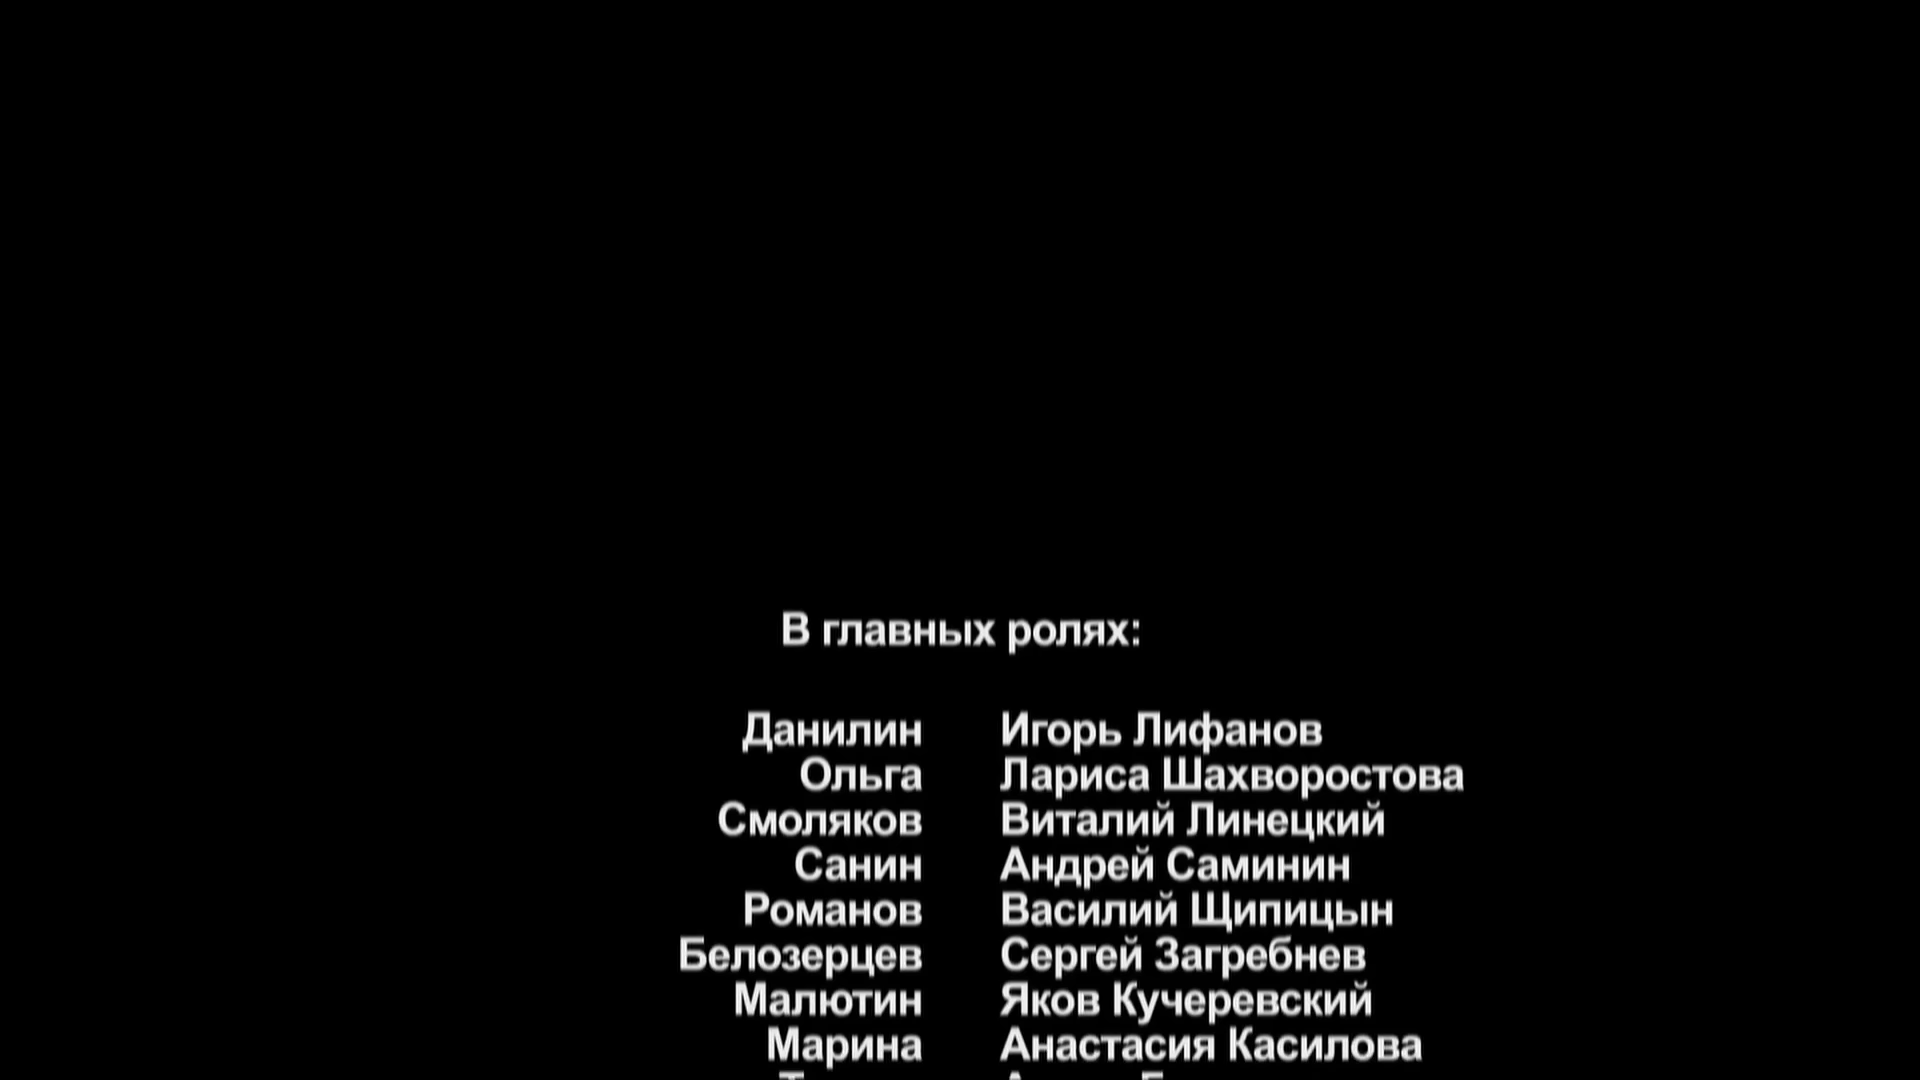 В главных ролях:
Данилин Игорь Лифанов
Ольга Лариса Шахворостова
Смоляков Виталий Линецкий
Санин Андрей Саминин
Романов Василий Щипицын
Белозерцев Сергей Загребнев
Малютин Яков Кучеревский
Марина Анастасия Касилова